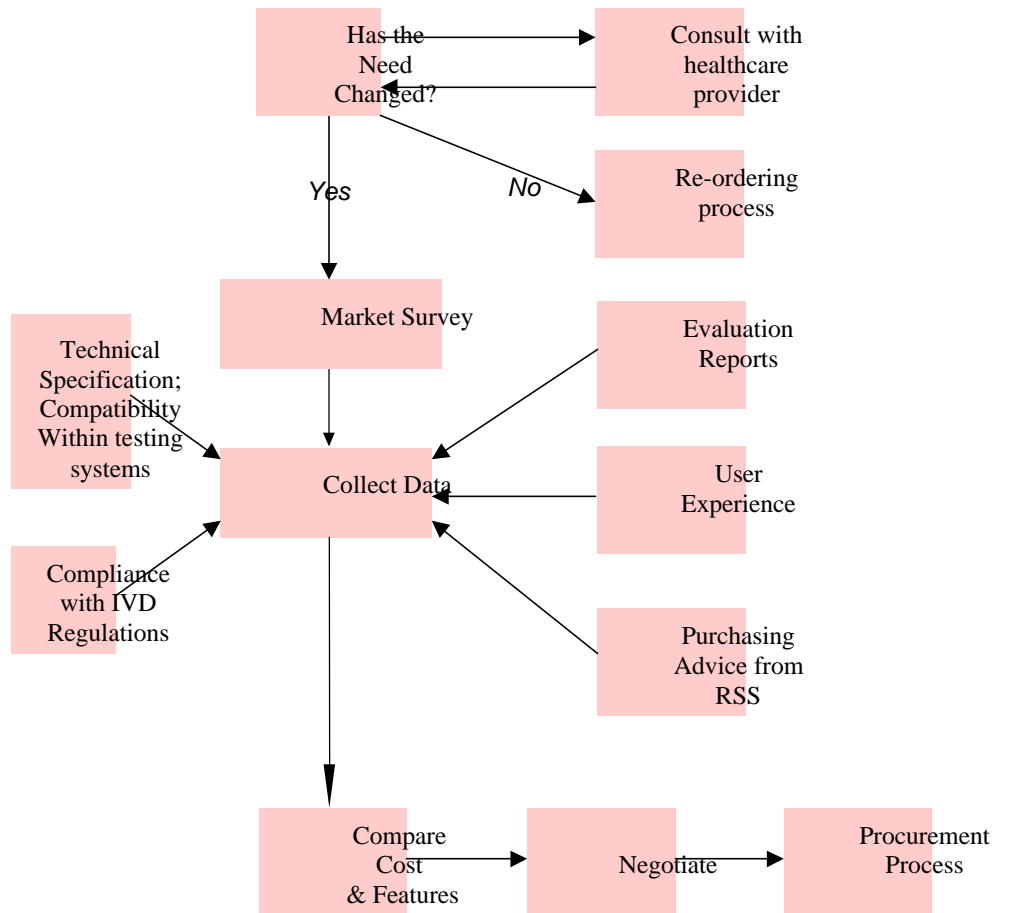 Has the
Need
Changed?
Consult with
healthcare
provider
Yes
No
Re-ordering
process
Market Survey
Technical
Specification;
Compatibility
Within testing
systems
Evaluation
Reports
Collect Data
User
Experience
Compliance
with IVD
Regulations
Purchasing
Advice from
RSS
Compare
Cost
& Features
Negotiate
Procurement
Process